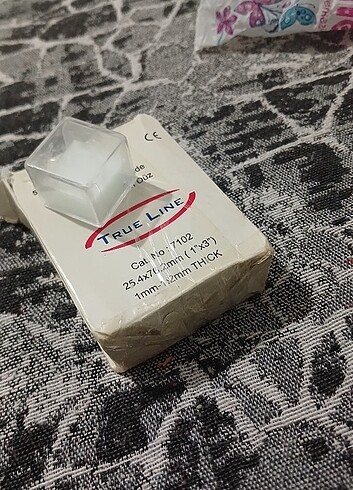 CE
TRUE LINE
Cat. No. 7102
25.4x76.2mm ( 1"x3")
1mm-1.2mm THICK